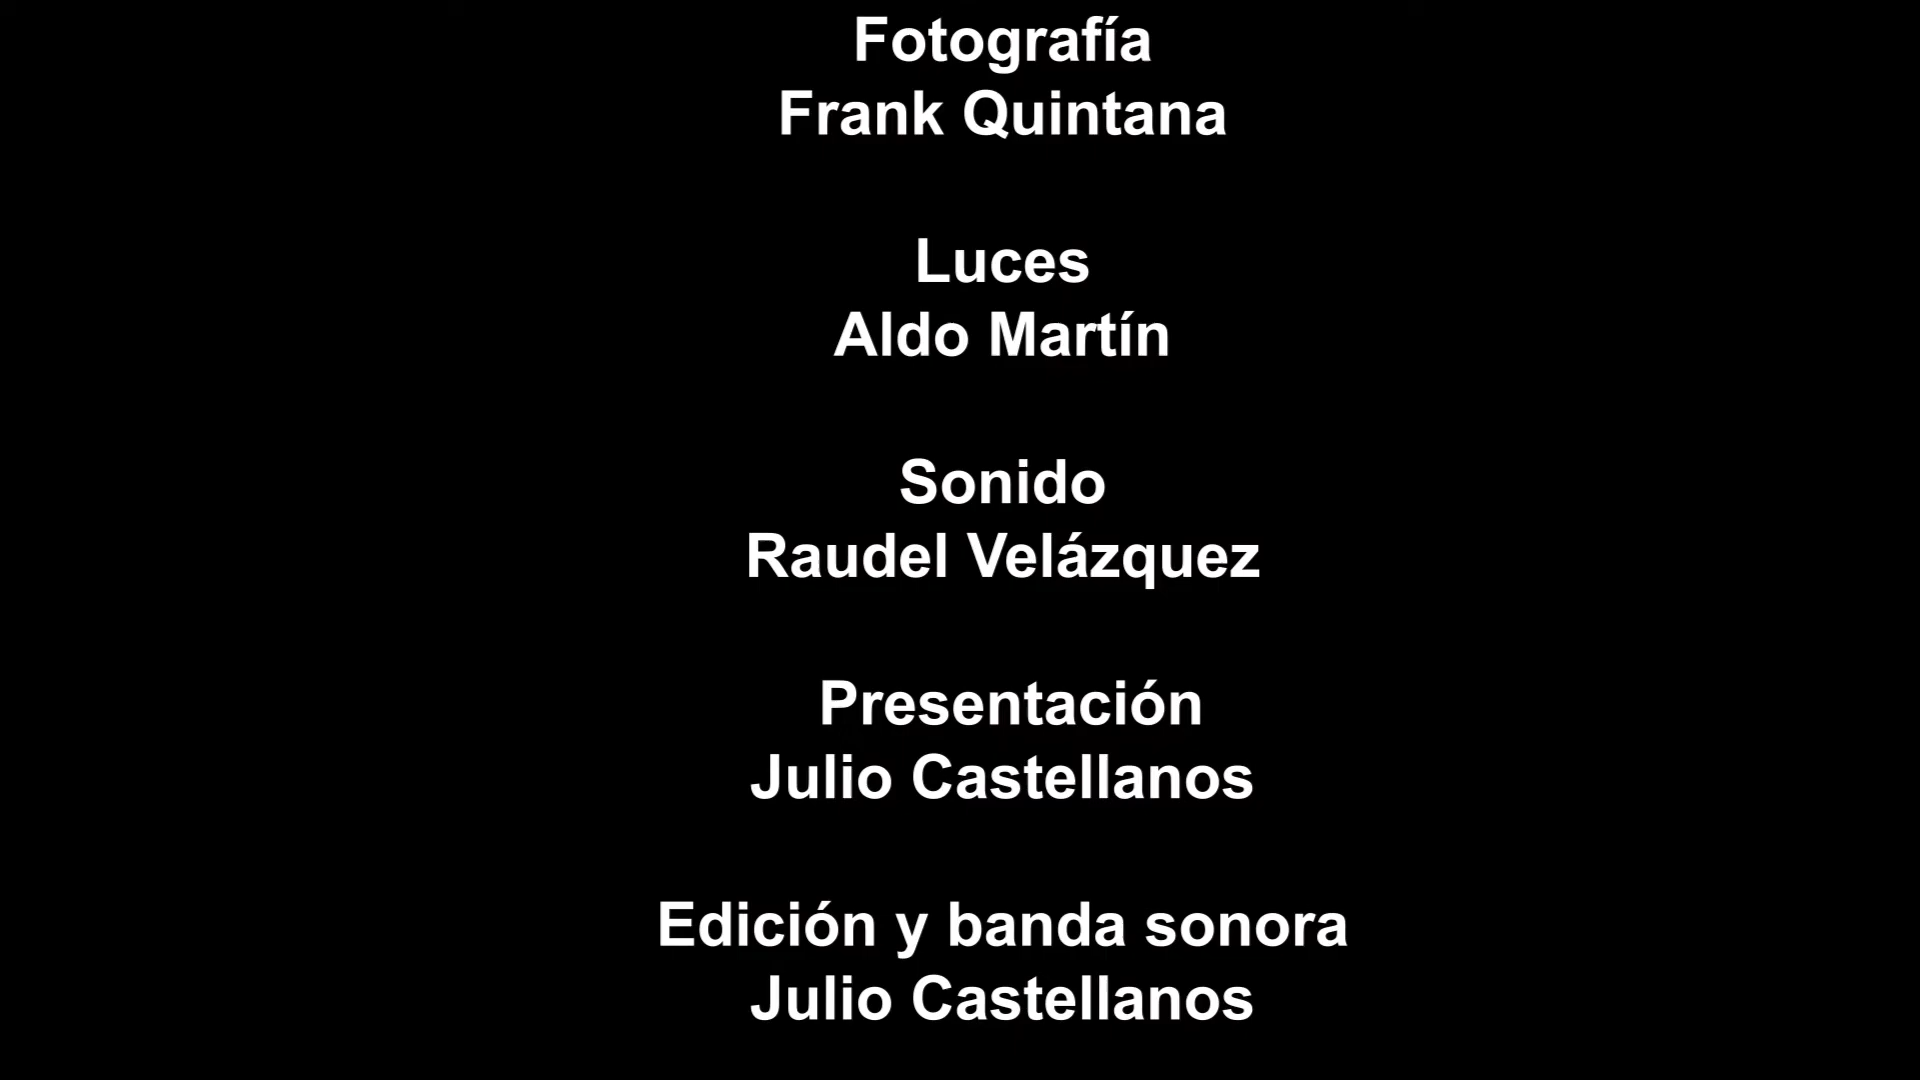 Fotografía
Frank Quintana
Luces
Aldo Martín
Sonido
Raudel Velázquez
Presentación
Julio Castellanos
Edición y banda sonora
Julio Castellanos